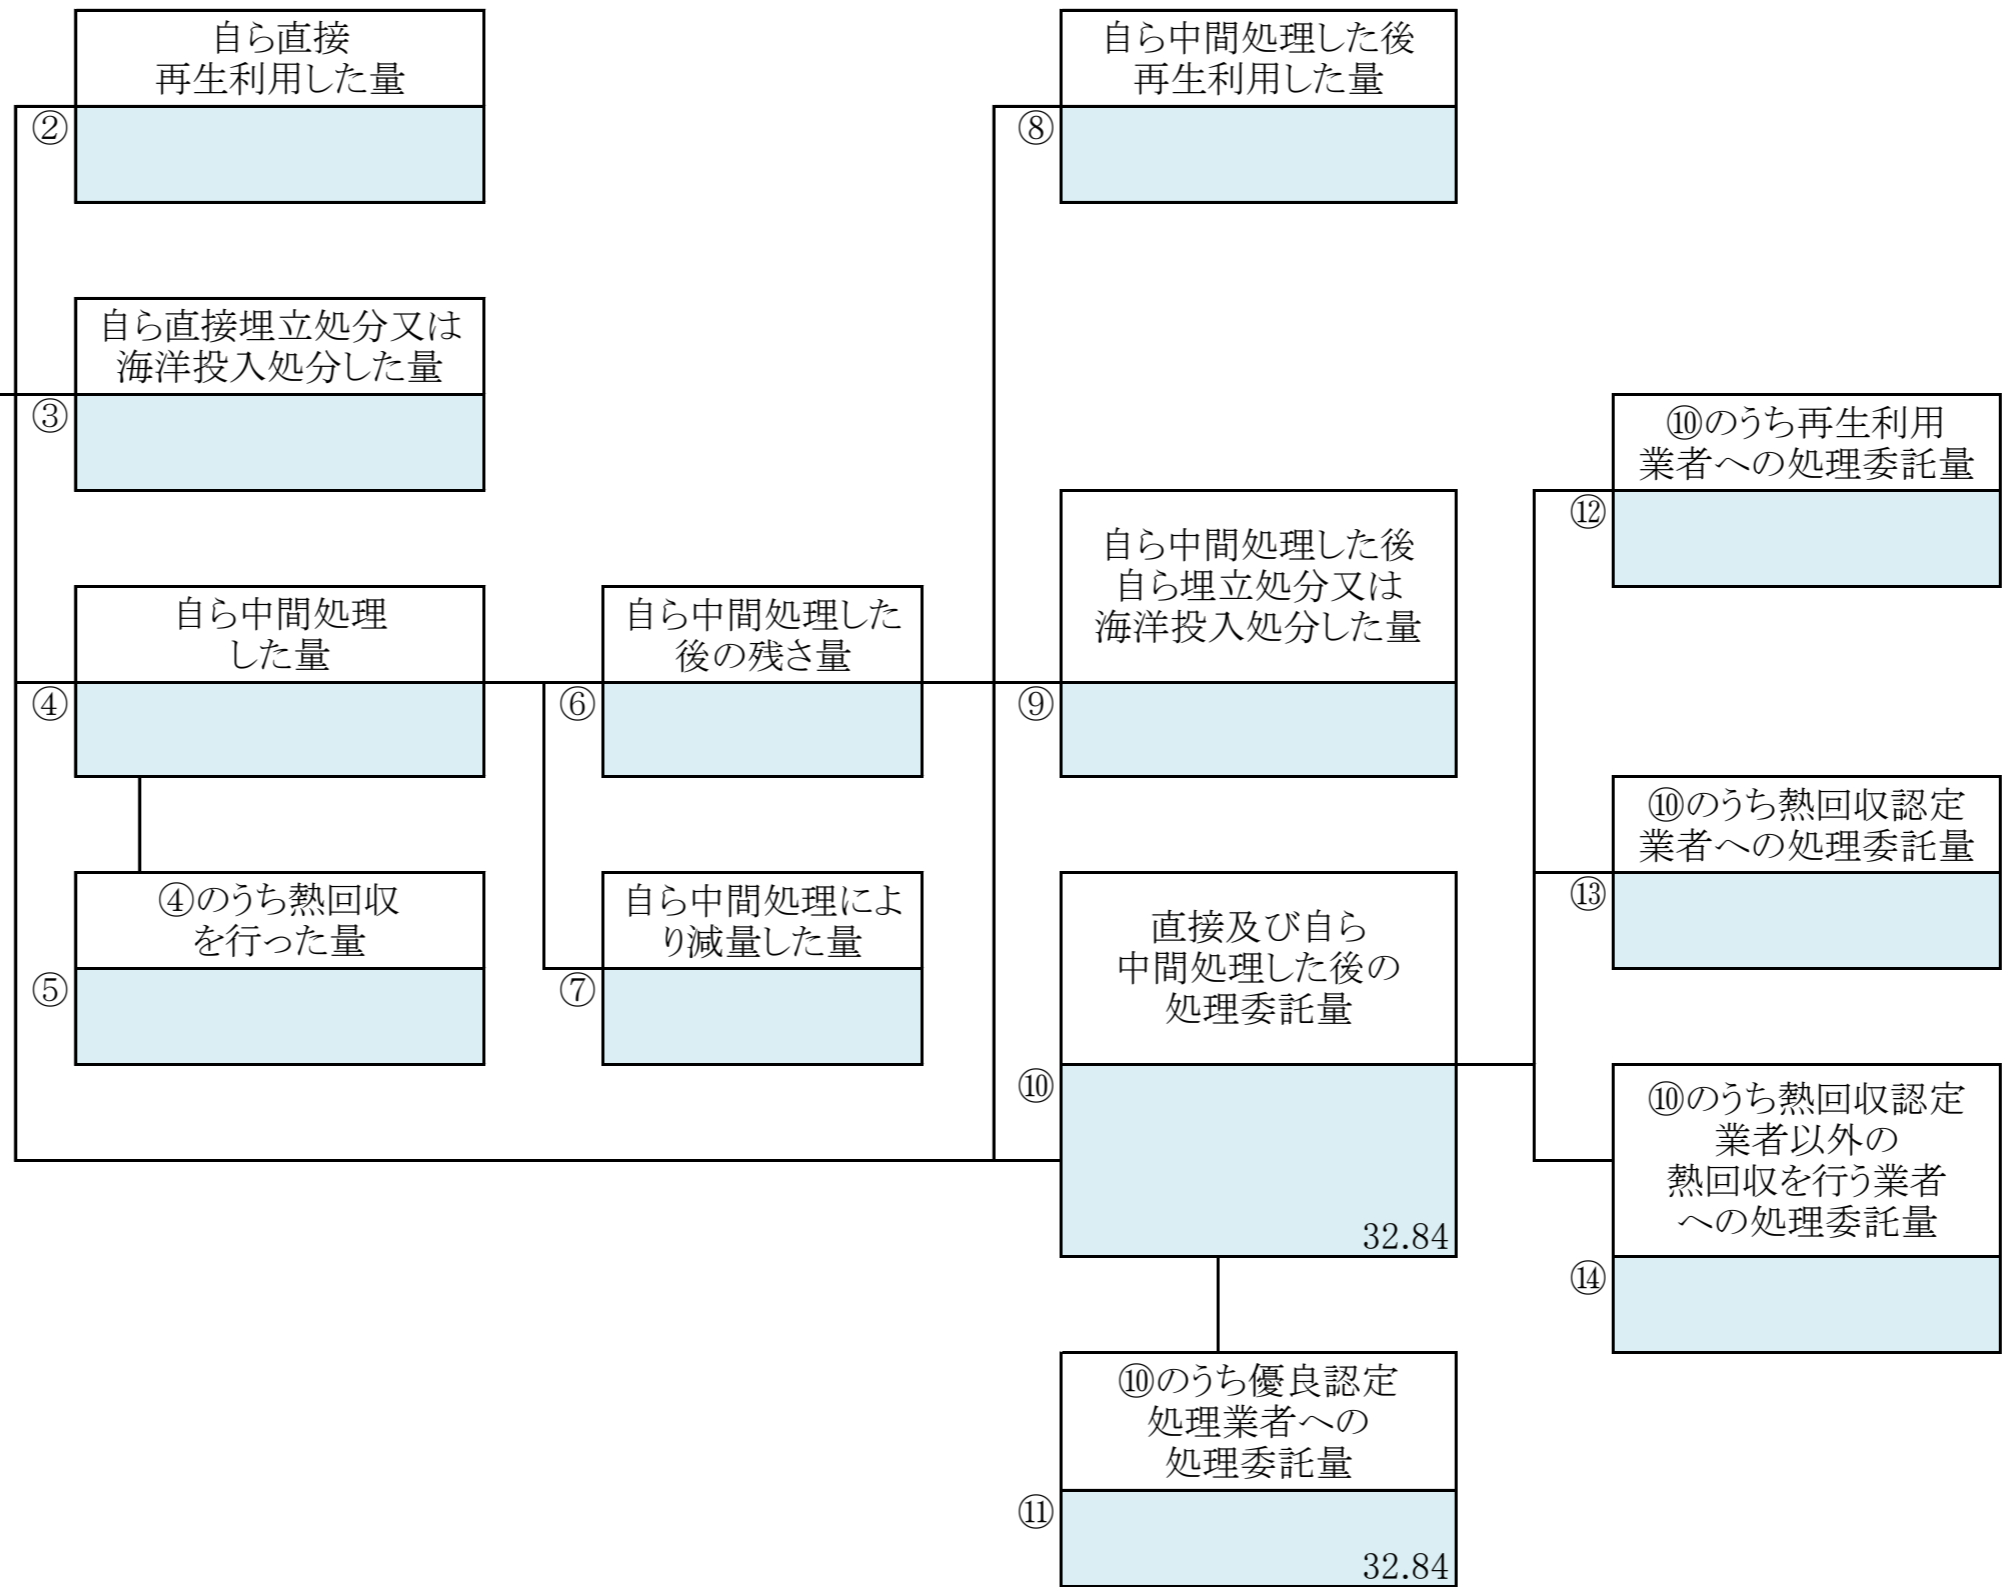 自ら直接
再生利用した量
②
自ら直接埋立処分又は
海洋投入処分した量
③
自ら中間処理
した量
④
④のうち熱回収
を行った量
⑤
自ら中間処理した
後の残さ量
⑥
自ら中間処理によ
り減量した量
⑦
自ら中間処理した後
再生利用した量
⑧
自ら中間処理した後
自ら埋立処分又は
海洋投入処分した量
⑨
直接及び自ら
中間処理した後の
処理委託量
⑩
32.84
⑩のうち優良認定
処理業者への
処理委託量
⑪
32.84
⑩のうち再生利用
業者への処理委託量
⑫
⑩のうち熱回収認定
業者への処理委託量
⑬
⑩のうち熱回収認定
業者以外の
熱回収を行う業者
への処理委託量
⑭